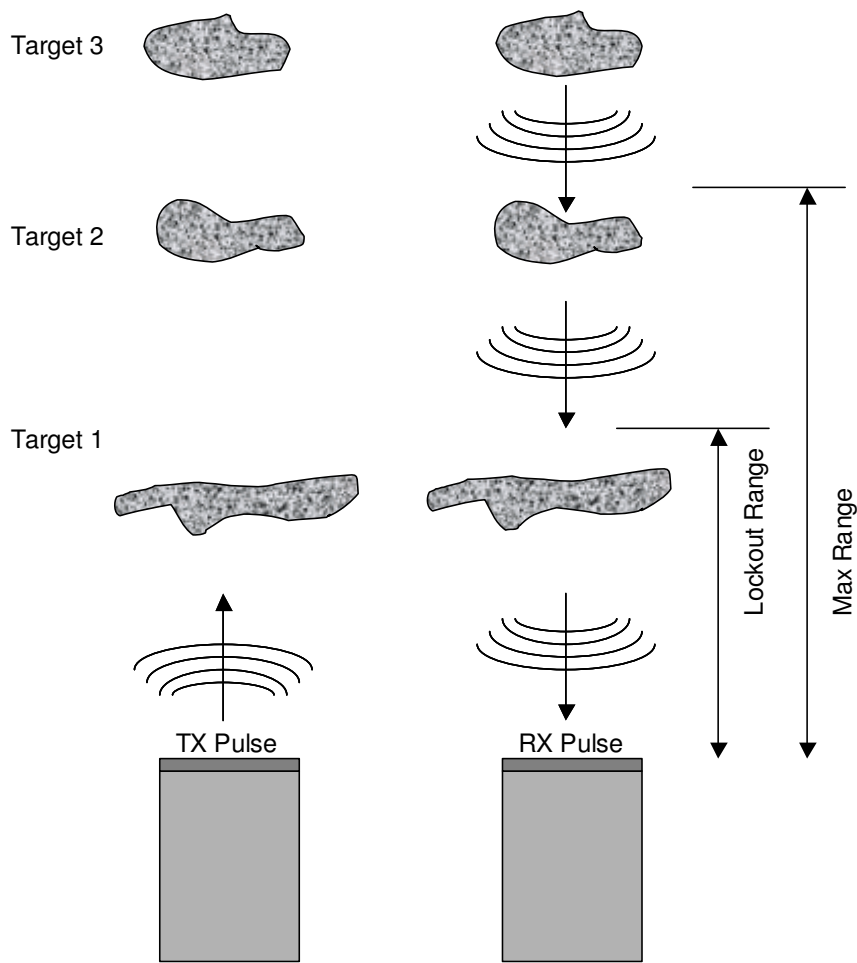 Target 3
Target 2
Target 1
Lockout Range
Max Range
TX Pulse
RX Pulse